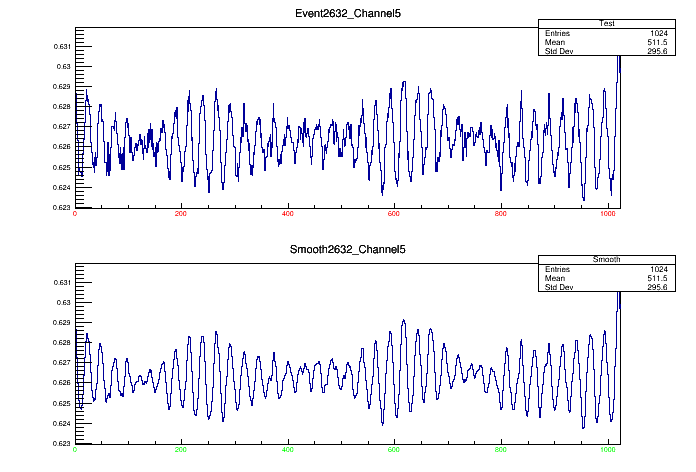 Event2632_Channel5
Test
Entries 1024
Mean 511.5
Std Dev 295.6
0.631
0.63
0.629
0.628
0.627
0.626
0.625
0.624
0.623
0 200 400 600 800 1000
Smooth2632_Channel5
Smooth
Entries 1024
Mean 511.5
Std Dev 295.6
0.631
0.63
0.629
0.628
0.627
0.626
0.625
0.624
0.623
0 200 400 600 800 1000